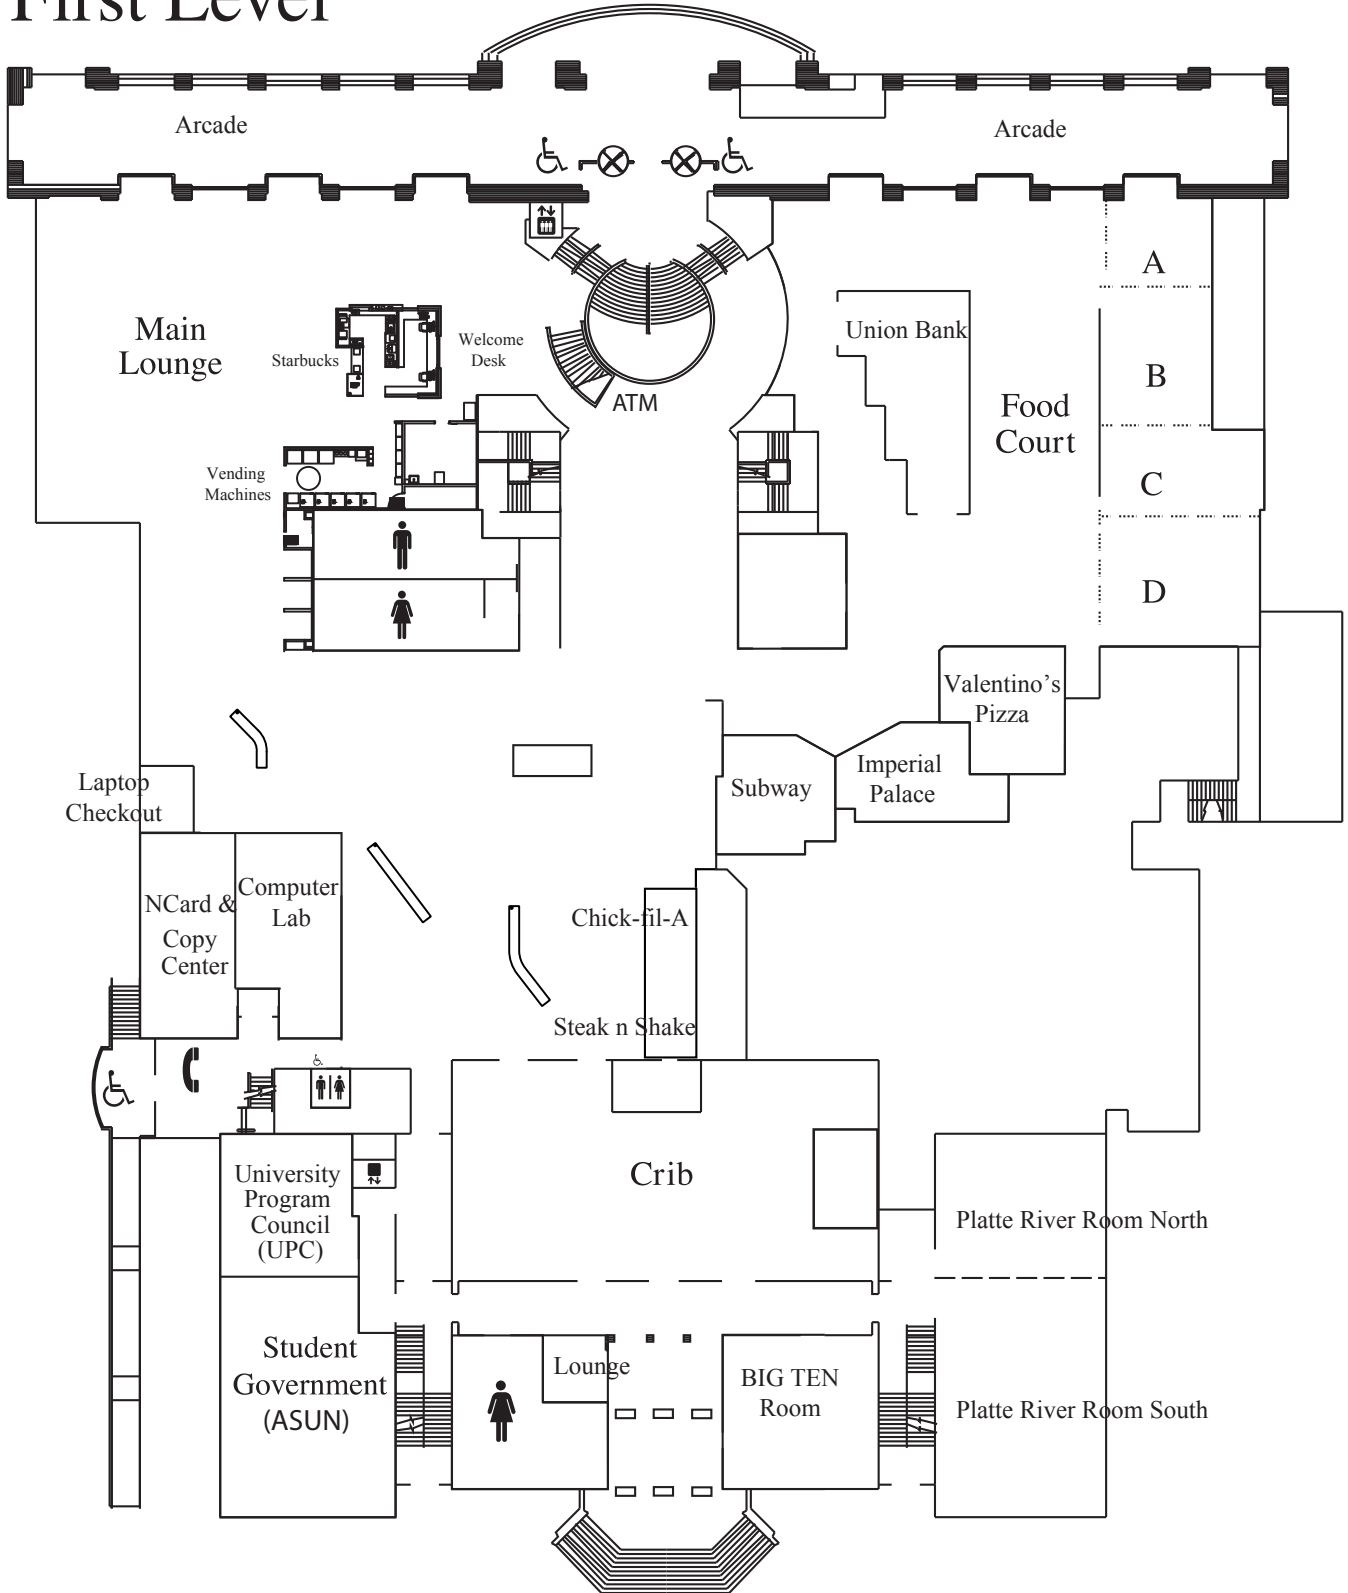 First Level
Arcade
Arcade
A
Main
Lounge
Starbucks
Welcome
Desk
Union Bank
B
ATM
Food
Court
Vending
Machines
C
D
Valentino's
Pizza
Laptop
Checkout
Subway
Imperial
Palace
NCard &
Copy
Center
Computer
Lab
Chick-fil-A
Steak n Shake
University
Program
Council
(UPC)
Crib
Platte River Room North
Student
Government
(ASUN)
Lounge
BIG TEN
Room
Platte River Room South